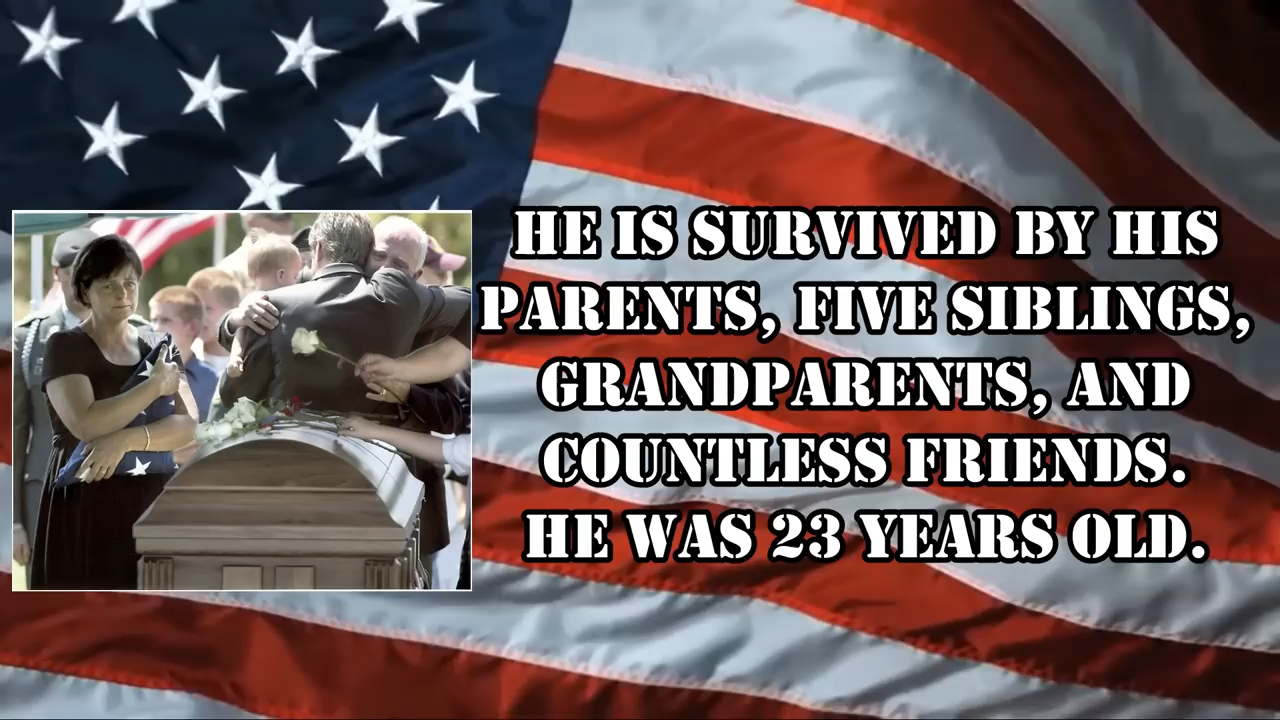 HE IS SURVIVED BY HIS
PARENTS, FIVE SIBLINGS,
GRANDPARENTS, AND
COUNTLESS FRIENDS.
HE WAS 23 YEARS OLD.